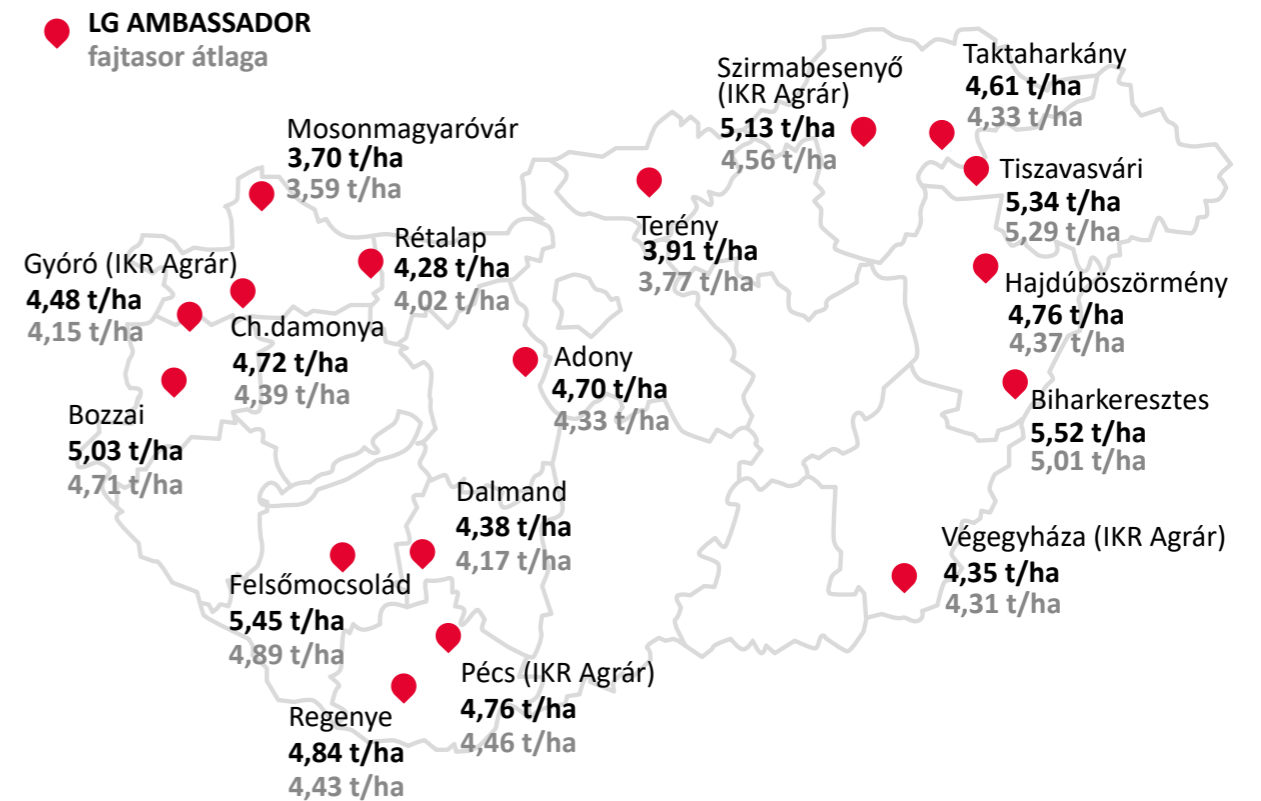 LG AMBASSADOR
fajtasor átlaga
Mosonmagyaróvár
3,70 t/ha
3,59 t/ha
Szirmabesenyő
(IKR Agrár)
5,13 t/ha
4,56 t/ha
Taktaharkány
4,61 t/ha
4,33 t/ha
Tiszavasvári
5,34 t/ha
5,29 t/ha
Terény
3,91 t/ha
3,77 t/ha
Rétalap
4,28 t/ha
4,02 t/ha
Gyóró (IKR Agrár)
4,48 t/ha
4,15 t/ha
Ch.damonya
4,72 t/ha
4,39 t/ha
Hajdúböszörmény
4,76 t/ha
4,37 t/ha
Adony
4,70 t/ha
4,33 t/ha
Bozzai
5,03 t/ha
4,71 t/ha
Biharkeresztes
5,52 t/ha
5,01 t/ha
Dalmand
4,38 t/ha
4,17 t/ha
Végegyháza (IKR Agrár)
4,35 t/ha
4,31 t/ha
Felsőmocsolád
5,45 t/ha
4,89 t/ha
Pécs (IKR Agrár)
4,76 t/ha
4,46 t/ha
Regenye
4,84 t/ha
4,43 t/ha